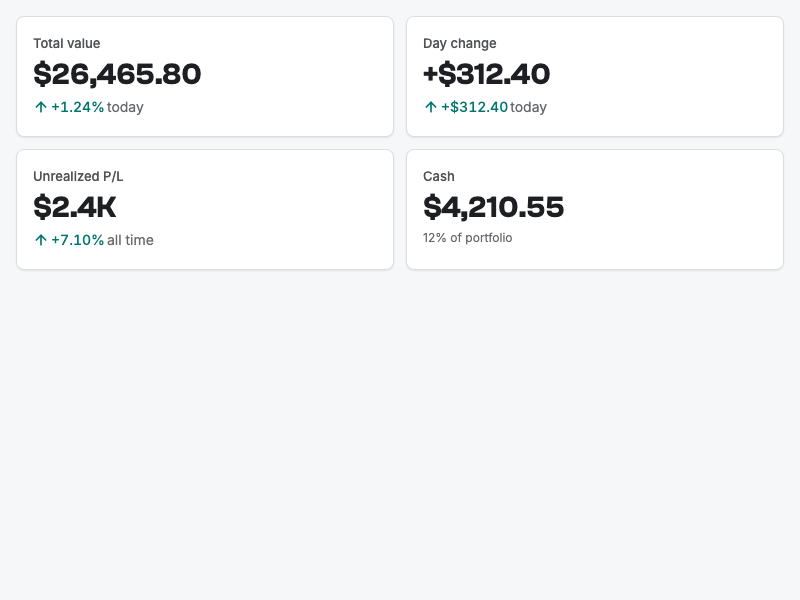 Total value
$26,465.80
+1.24% today
Day change
+$312.40
+$312.40 today
Unrealized P/L
$2.4K
+7.10% all time
Cash
$4,210.55
12% of portfolio